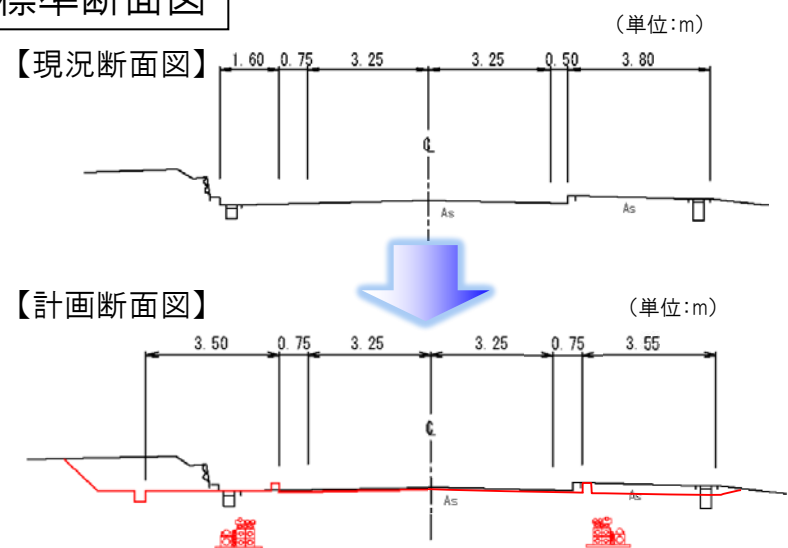 標準断面図
（単位：m）
【現況断面図】
1.60 0.75 3.25 3.25 0.50 3.80
℄
As As
【計画断面図】
（単位：m）
3.50 0.75 3.25 3.25 0.75 3.55
℄
As As